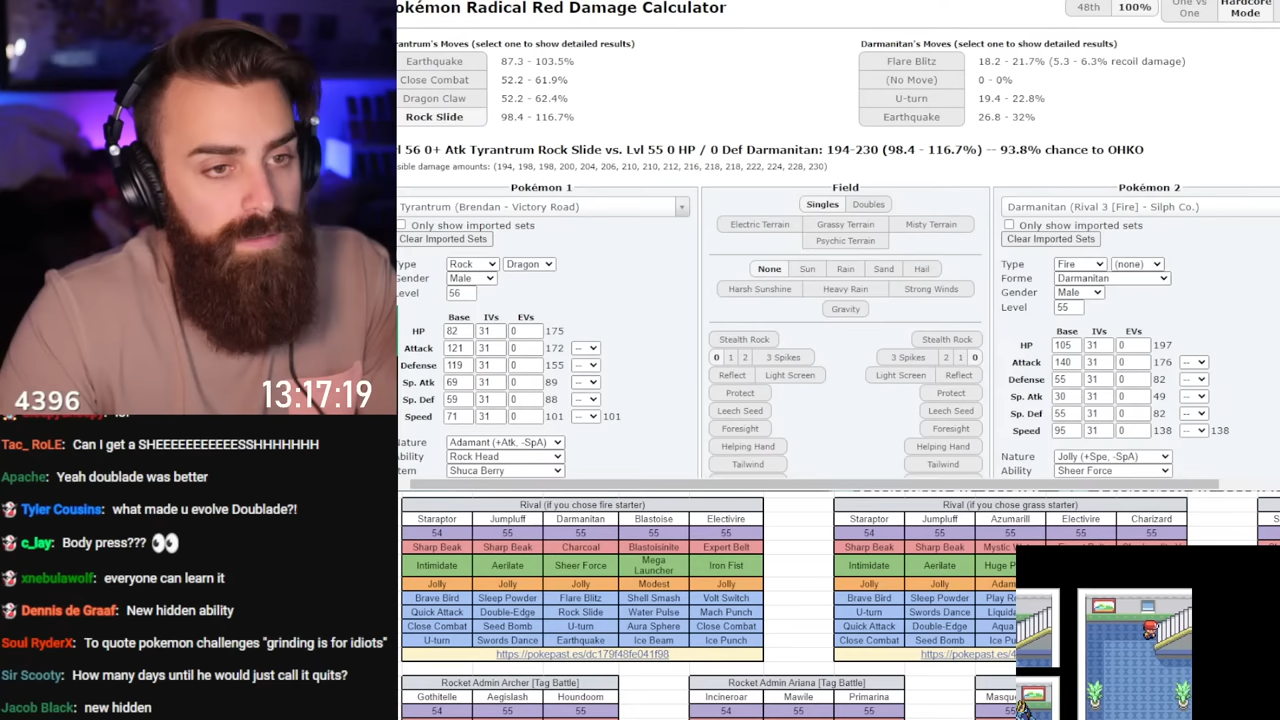 okémon Radical Red Damage Calculator
48th 100% One vs One Hardcore Mode
rantrum's Moves (select one to show detailed results)
Earthquake 87.3 - 103.5%
Close Combat 52.2 - 61.9%
Dragon Claw 52.2 - 62.4%
Rock Slide 98.4 - 116.7%
Darmanitan's Moves (select one to show detailed results)
Flare Blitz 18.2 - 21.7% (5.3 - 6.3% recoil damage)
(No Move) 0 - 0%
U-turn 19.4 - 22.8%
Earthquake 26.8 - 32%
l 56 0+ Atk Tyrantrum Rock Slide vs. Lvl 55 0 HP / 0 Def Darmanitan: 194-230 (98.4 - 116.7%) -- 93.8% chance to OHKO
sible damage amounts: (194, 198, 198, 200, 204, 206, 210, 210, 212, 216, 218, 218, 222, 224, 228, 230)
Pokémon 1
Tyrantrum (Brendan - Victory Road)
Only show imported sets
Clear Imported Sets
Type Rock Dragon
Gender Male
Level 56
Base IVs EVs
HP 82 31 0 175
Attack 121 31 0 172 --
Defense 119 31 0 155 --
Sp. Atk 69 31 0 89 --
Sp. Def 59 31 0 88 --
Speed 71 31 0 101 -- 101
Nature Adamant (+Atk, -SpA)
Ability Rock Head
tem Shuca Berry
Field
Singles Doubles
Electric Terrain Grassy Terrain Misty Terrain
Psychic Terrain
None Sun Rain Sand Hail
Harsh Sunshine Heavy Rain Strong Winds
Gravity
Stealth Rock Stealth Rock
0 1 2 3 Spikes 3 Spikes 2 1 0
Reflect Light Screen Light Screen Reflect
Protect Protect
Leech Seed Leech Seed
Foresight Foresight
Helping Hand Helping Hand
Tailwind Tailwind
Pokémon 2
Darmanitan (Rival 3 [Fire] - Silph Co.)
Only show imported sets
Clear Imported Sets
Type Fire (none)
Forme Darmanitan
Gender Male
Level 55
Base IVs EVs
HP 105 31 0 197
Attack 140 31 0 176 --
Defense 55 31 0 82 --
Sp. Atk 30 31 0 49 --
Sp. Def 55 31 0 82 --
Speed 95 31 0 138 -- 138
Nature Jolly (+Spe, -SpA)
Ability Sheer Force
4396 13:17:19
Tac_RoLE: Can I get a SHEEEEEEEEEEESSHHHHHHH
Apache: Yeah doublade was better
Tyler Cousins: what made u evolve Doublade?!
c_Jay: Body press???
xnebulawolf: everyone can learn it
Dennis de Graaf: New hidden ability
Soul RyderX: To quote pokemon challenges "grinding is for idiots"
Sir Scooty: How many days until he would just call it quits?
Jacob Black: new hidden
Rival (if you chose fire starter)
Staraptor Jumpluff Darmanitan Blastoise Electivire
54 55 55 55 55
Sharp Beak Sharp Beak Charcoal Blastoisinite Expert Belt
Intimidate Aerilate Sheer Force Mega Launcher Iron Fist
Jolly Jolly Jolly Modest Jolly
Brave Bird Sleep Powder Flare Blitz Shell Smash Volt Switch
Quick Attack Double-Edge Rock Slide Water Pulse Mach Punch
Close Combat Seed Bomb U-turn Aura Sphere Close Combat
U-turn Swords Dance Earthquake Ice Beam Ice Punch
https://pokepast.es/dc179f48fe041f98
Rival (if you chose grass starter)
Staraptor Jumpluff Azumarill Electivire Charizard
54 55 55 55 55
Sharp Beak Sharp Beak Mystic
Intimidate Aerilate Huge P
Jolly Jolly Adam
Brave Bird Sleep Powder Play R
U-turn Swords Dance Liquida
Quick Attack Double-Edge Aqua
Close Combat Seed Bomb Supe
https://pokepast.es/4
Rocket Admin Archer [Tag Battle]
Gothitelle Aegislash Houndoom
54 55 55
Rocket Admin Ariana [Tag Battle]
Incineroar Mawile Primarina
54 55 55
Masqu
55